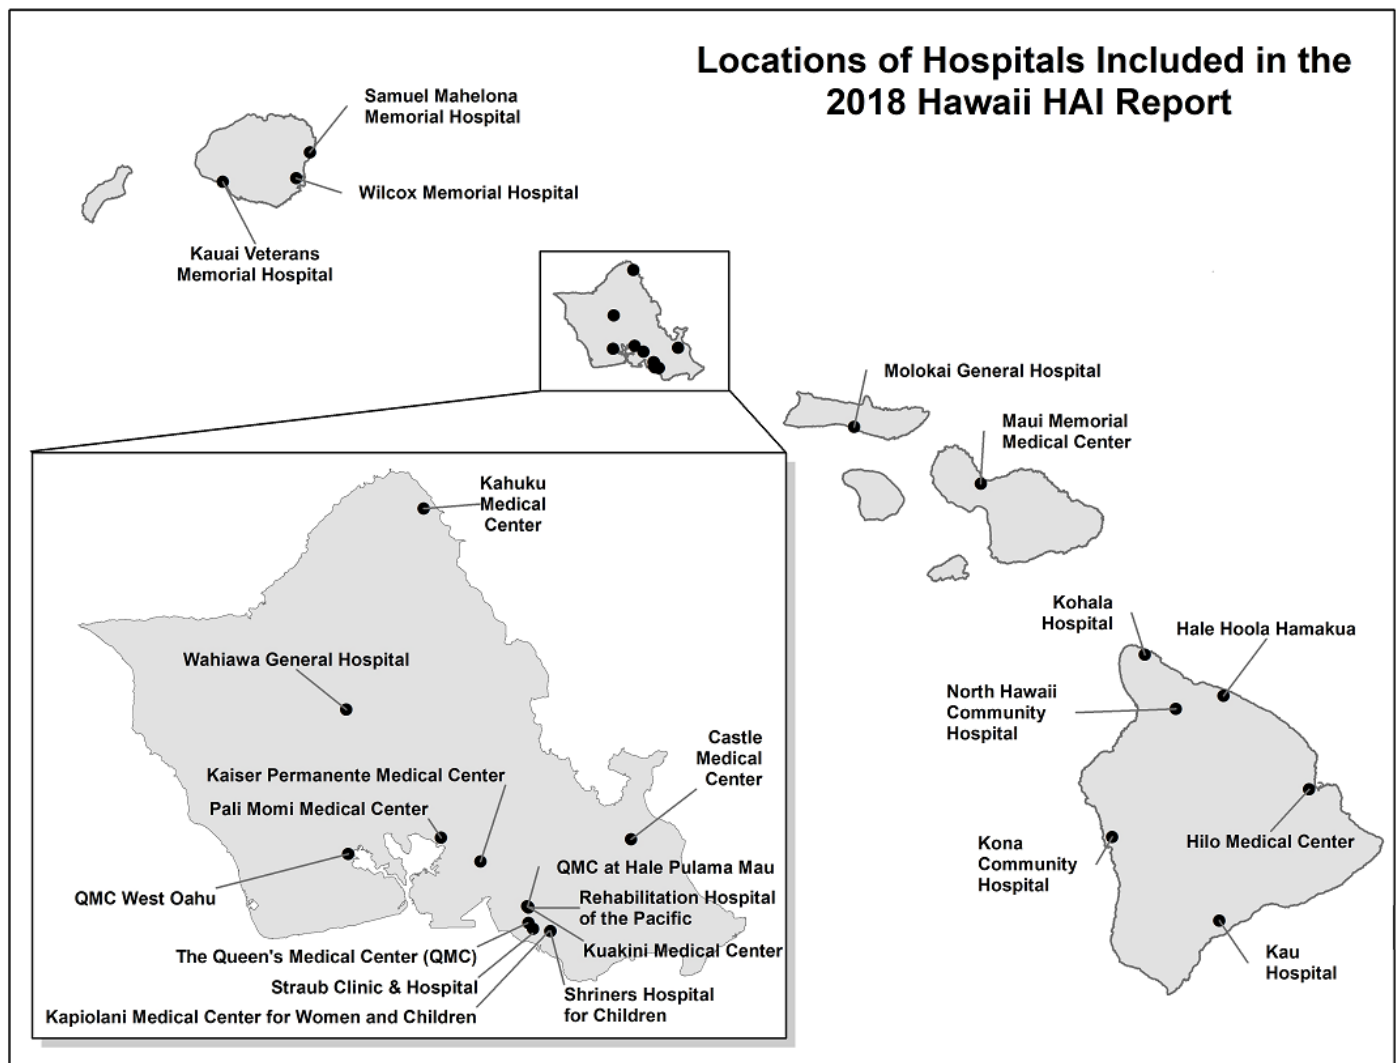 Locations of Hospitals Included in the
2018 Hawaii HAI Report
Samuel Mahelona
Memorial Hospital
Wilcox Memorial Hospital
Kauai Veterans
Memorial Hospital
Molokai General Hospital
Maui Memorial
Medical Center
Kahuku
Medical
Center
Wahiawa General Hospital
Castle
Medical
Center
Kaiser Permanente Medical Center
Pali Momi Medical Center
QMC West Oahu
QMC at Hale Pulama Mau
Rehabilitation Hospital
of the Pacific
Kuakini Medical Center
The Queen's Medical Center (QMC)
Straub Clinic & Hospital
Kapiolani Medical Center for Women and Children
Shriners Hospital
for Children
Kohala
Hospital
Hale Hoola Hamakua
North Hawaii
Community
Hospital
Hilo Medical Center
Kona
Community
Hospital
Kau
Hospital